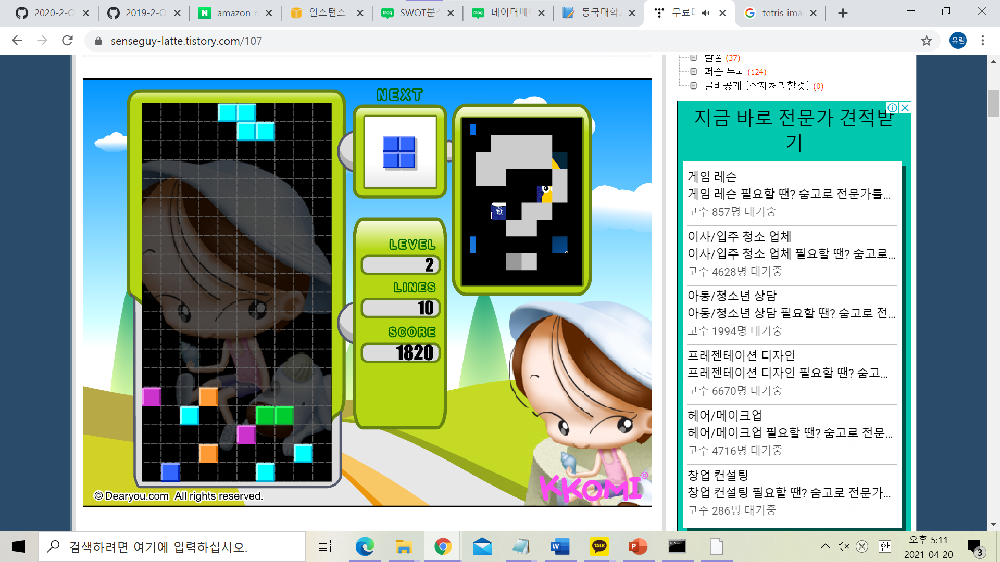 2020-2-O
2019-2-O
amazon r
인스턴스
SWOT분석
데이터베이
동국대학교
무료
tetris ima
senseguy-latte.tistory.com/107
유림
탈출 (37)
퍼즐 두뇌 (124)
글비공개 [삭제처리할것] (0)
NEXT
LEVEL
2
LINES
10
SCORE
1820
© Dearyou.com All rights reserved.
KKOMI©
지금 바로 전문가 견적받
기
게임 레슨
게임 레슨 필요할 땐? 숨고로 전문가를...
고수 857명 대기중
이사/입주 청소 업체
이사/입주 청소 업체 필요할 땐? 숨고로...
고수 4628명 대기중
아동/청소년 상담
아동/청소년 상담 필요할 땐? 숨고로 전...
고수 1994명 대기중
프레젠테이션 디자인
프레젠테이션 디자인 필요할 땐? 숨고...
고수 6670명 대기중
헤어/메이크업
헤어/메이크업 필요할 땐? 숨고로 전문...
고수 4716명 대기중
창업 컨설팅
창업 컨설팅 필요할 땐? 숨고로 전문가...
고수 286명 대기중
검색하려면 여기에 입력하십시오.
TALK
한
오후 5:11
2021-04-20
3